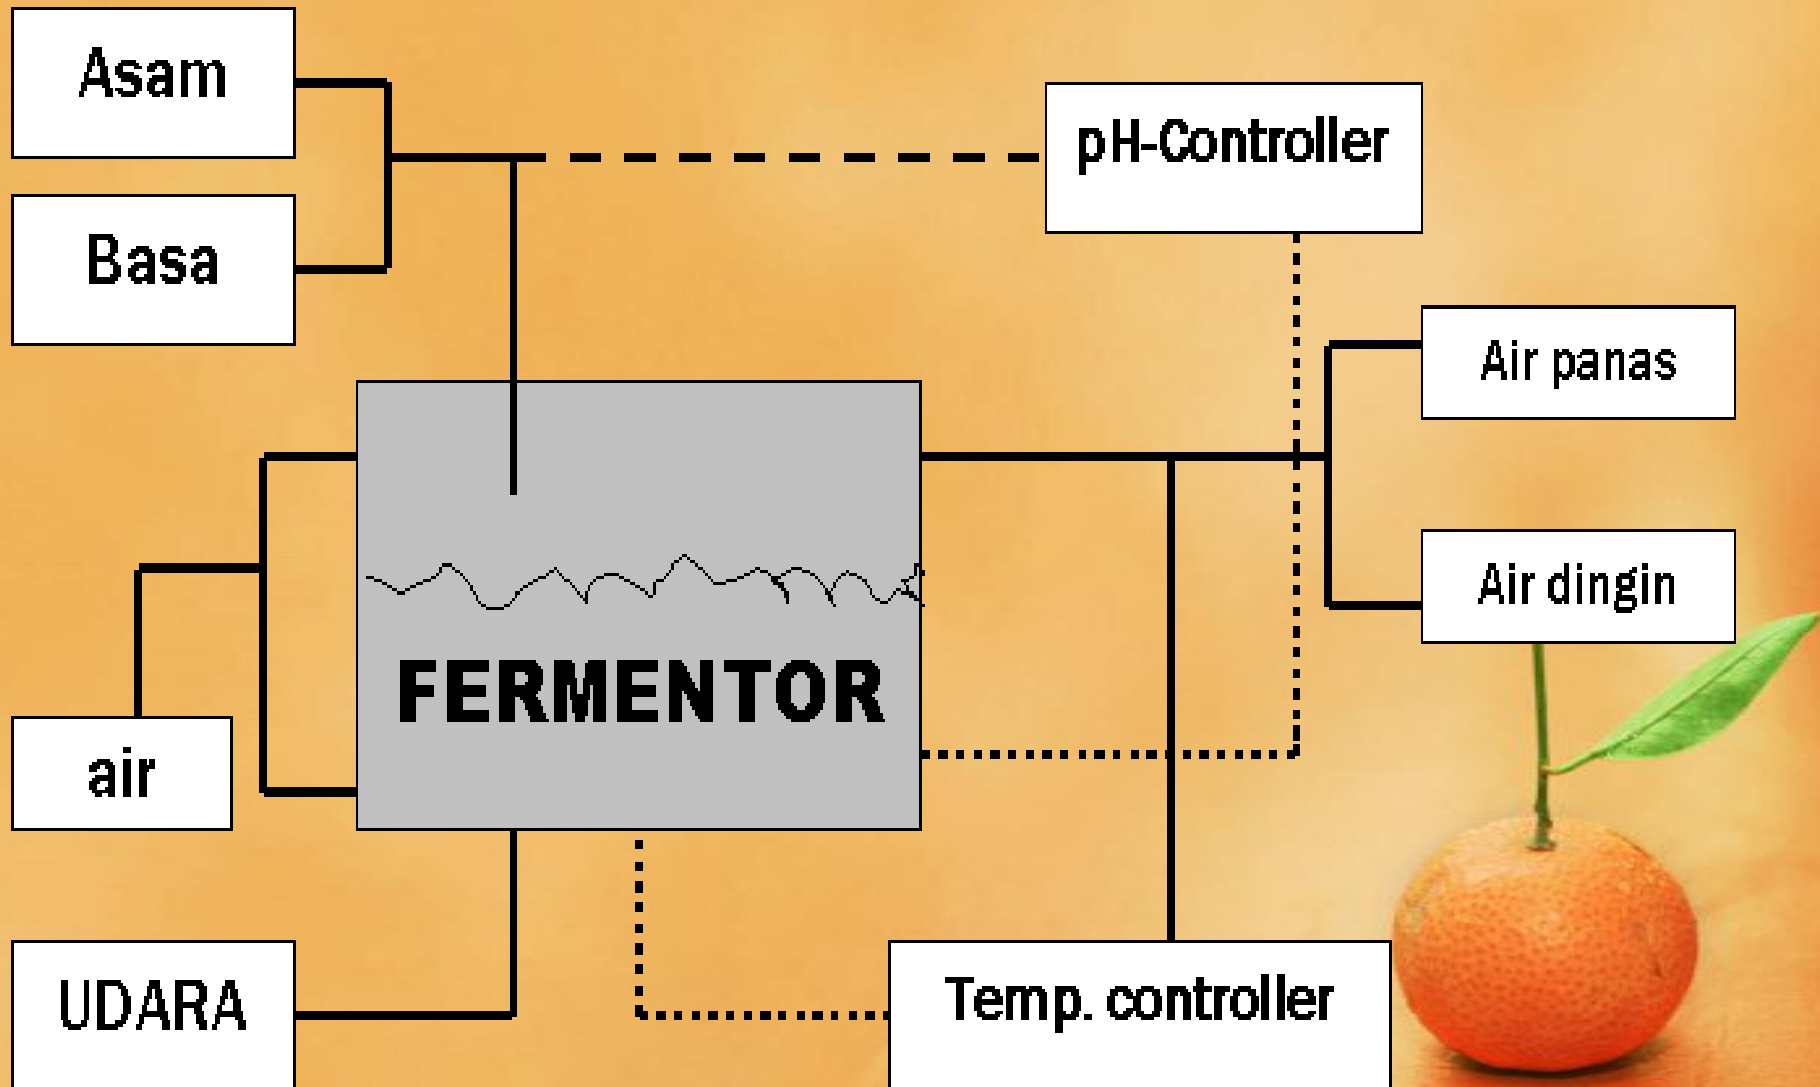 Asam
pH-Controller
Basa
Air panas
Air dingin
FERMENTOR
air
UDARA
Temp. controller